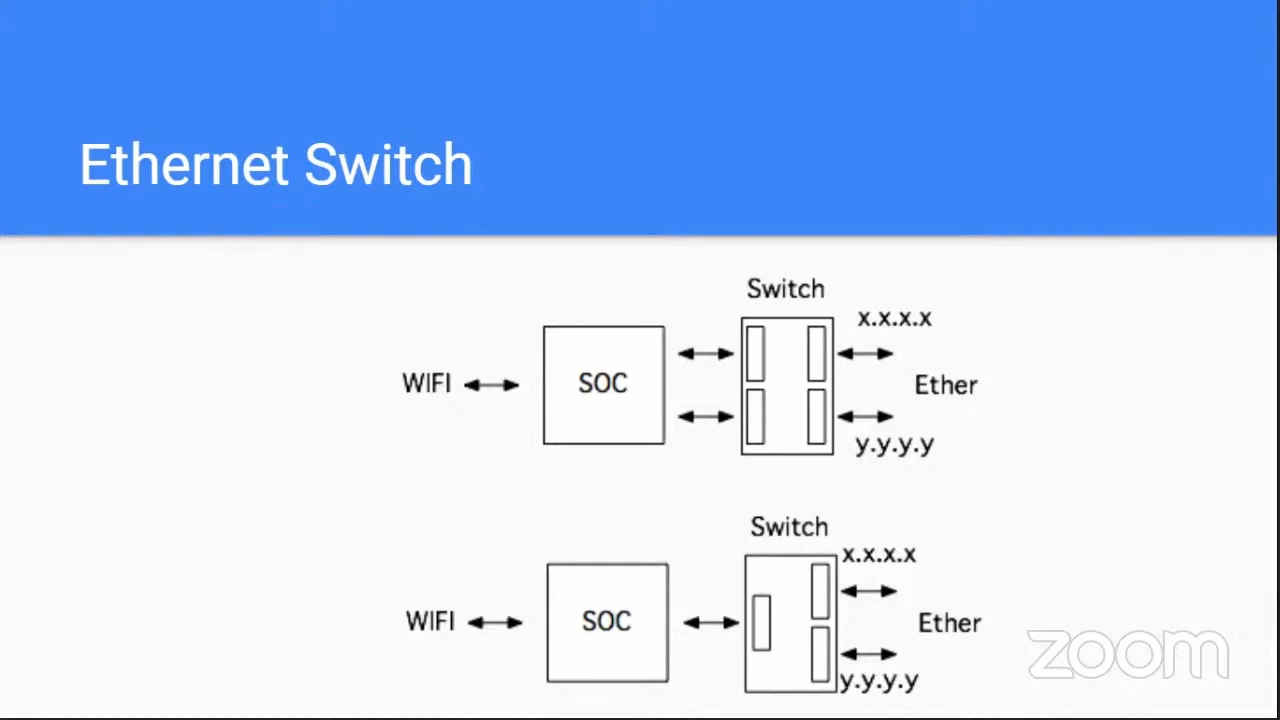 Ethernet Switch
Switch
x.x.x.x
WIFI
SOC
Ether
y.y.y.y
Switch
x.x.x.x
WIFI
SOC
Ether
y.y.y.y
zoom